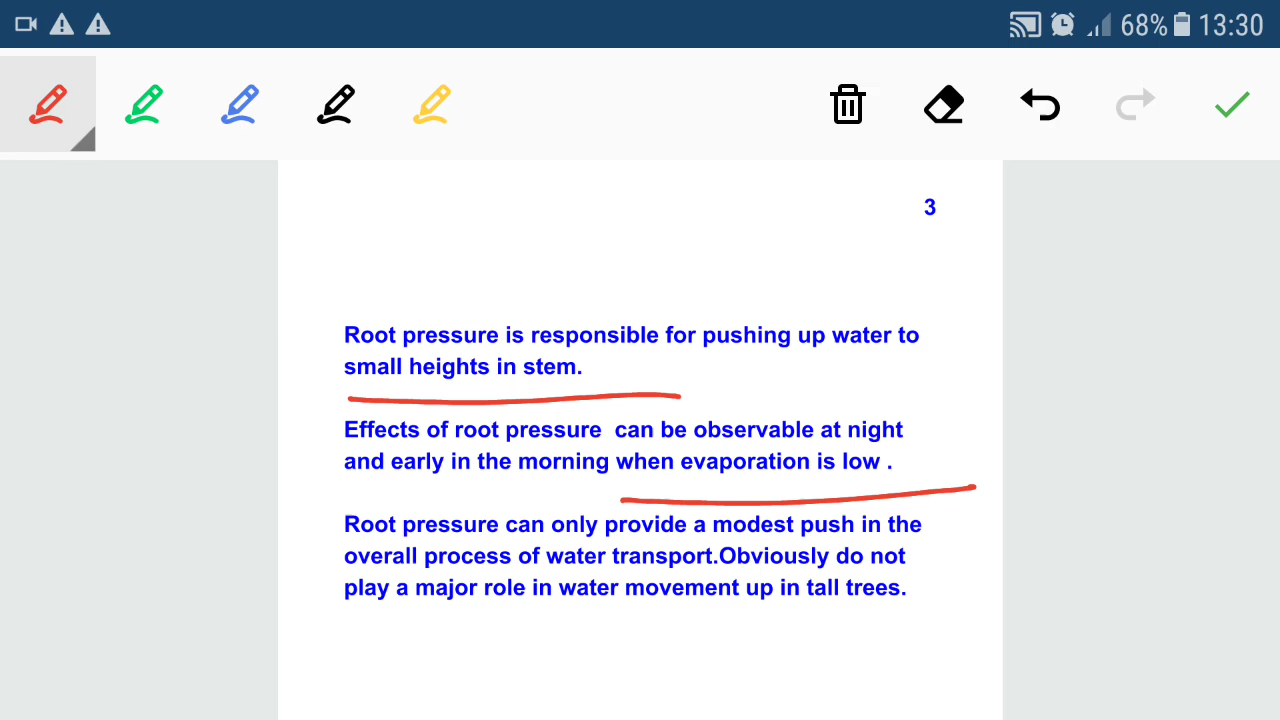 68% 13:30
3
Root pressure is responsible for pushing up water to
small heights in stem.
Effects of root pressure  can be observable at night
and early in the morning when evaporation is low .
Root pressure can only provide a modest push in the
overall process of water transport.Obviously do not
play a major role in water movement up in tall trees.